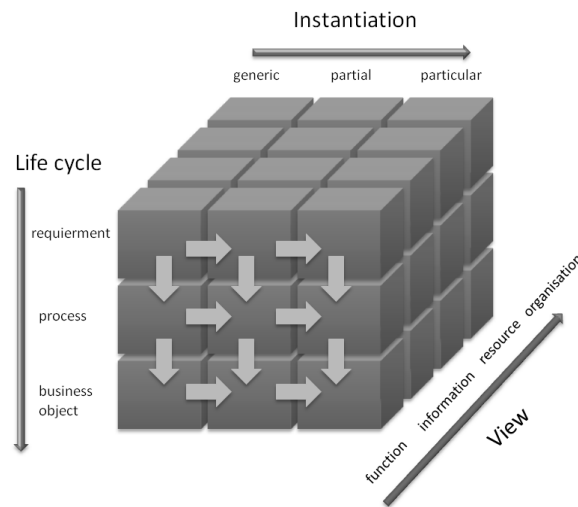 Instantiation
generic partial particular
Life cycle
requierment
process
business
object
function information resource organisation
View